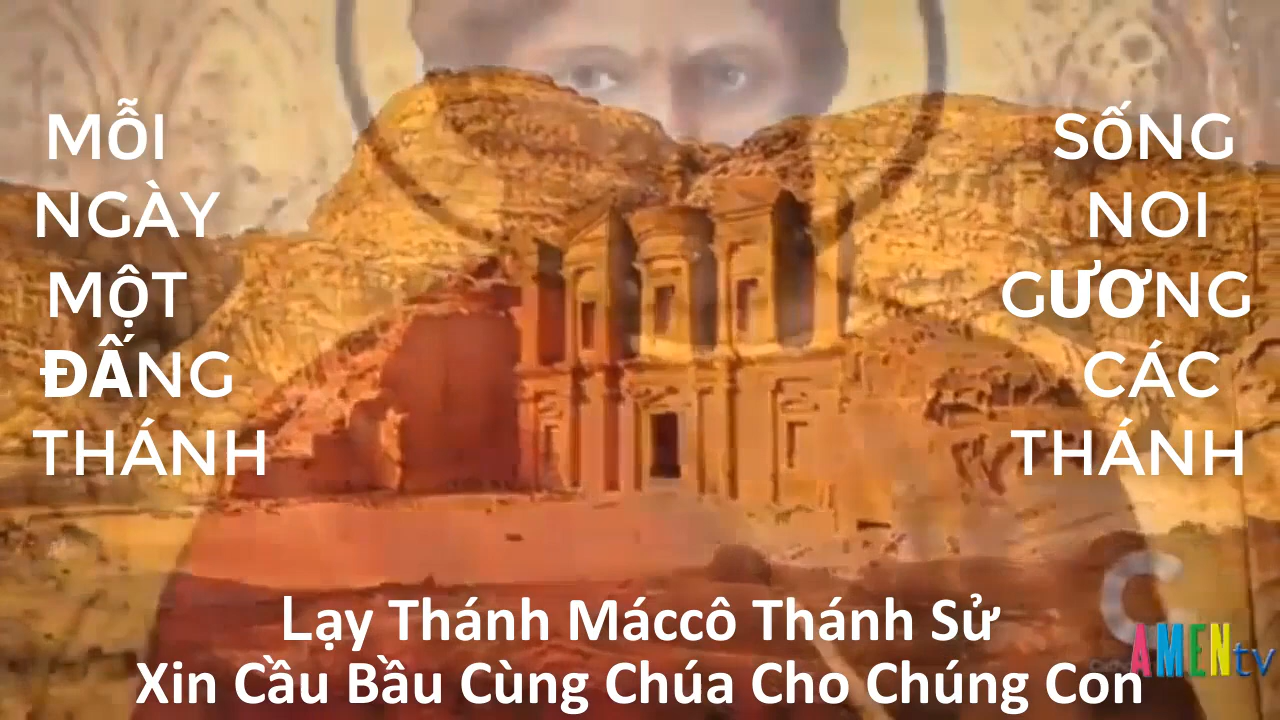 MỖI
NGÀY
MỘT
ĐẤNG
THÁNH
SỐNG
NOI
GƯƠNG
CÁC
THÁNH
Lạy Thánh Máccô Thánh Sử
Xin Cầu Bầu Cùng Chúa Cho Chúng Con
AMENtv